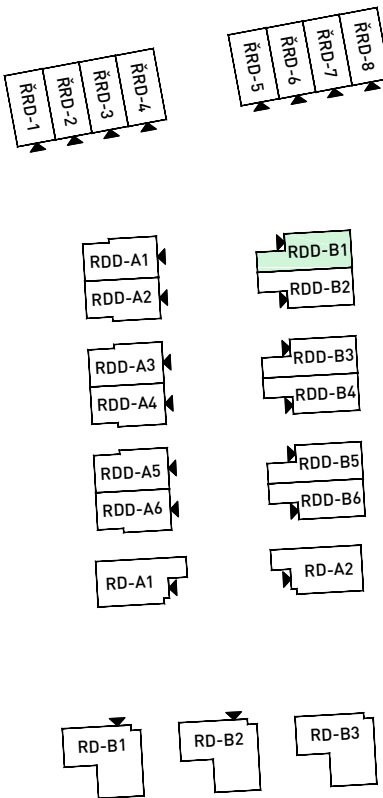 ŘRD-1
ŘRD-2
ŘRD-3
ŘRD-4
ŘRD-5
ŘRD-6
ŘRD-7
ŘRD-8
RDD-A1
RDD-B1
RDD-A2
RDD-B2
RDD-A3
RDD-B3
RDD-A4
RDD-B4
RDD-A5
RDD-B5
RDD-A6
RDD-B6
RD-A1
RD-A2
RD-B1
RD-B2
RD-B3